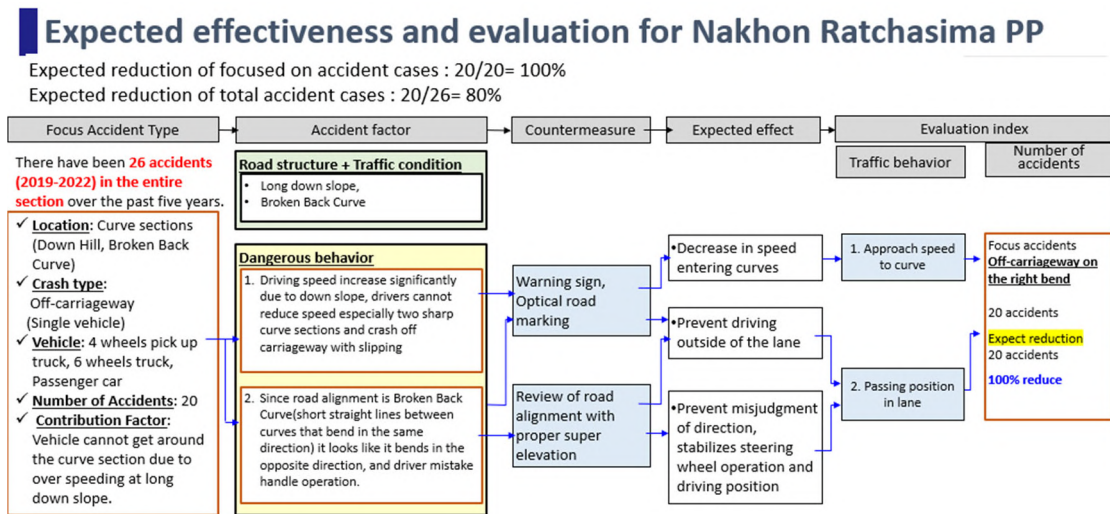 Expected effectiveness and evaluation for Nakhon Ratchasima PP
Expected reduction of focused on accident cases : 20/20= 100%
Expected reduction of total accident cases : 20/26= 80%
Focus Accident Type
Accident factor
Countermeasure
Expected effect
Evaluation index
Traffic behavior
Number of
accidents
There have been 26 accidents
(2019-2022) in the entire
section over the past five years.
✓ Location: Curve sections
(Down Hill, Broken Back
Curve)
✓ Crash type:
Off-carriageway
(Single vehicle)
✓ Vehicle: 4 wheels pick up
truck, 6 wheels truck,
Passenger car
✓ Number of Accidents: 20
✓ Contribution Factor:
Vehicle cannot get around
the curve section due to
over speeding at long
down slope.
Road structure + Traffic condition
• Long down slope,
• Broken Back Curve
Dangerous behavior
1. Driving speed increase significantly
due to down slope, drivers cannot
reduce speed especially two sharp
curve sections and crash off
carriageway with slipping
2. Since road alignment is Broken Back
Curve(short straight lines between
curves that bend in the same
direction) it looks like it bends in the
opposite direction, and driver mistake
handle operation.
Warning sign,
Optical road
marking
Review of road
alignment with
proper super
elevation
•Decrease in speed
entering curves
•Prevent driving
outside of the lane
•Prevent misjudgment
of direction,
stabilizes steering
wheel operation and
driving position
1. Approach speed
to curve
2. Passing position
in lane
Focus accidents
Off-carriageway on
the right bend
20 accidents
Expect reduction
20 accidents
100% reduce